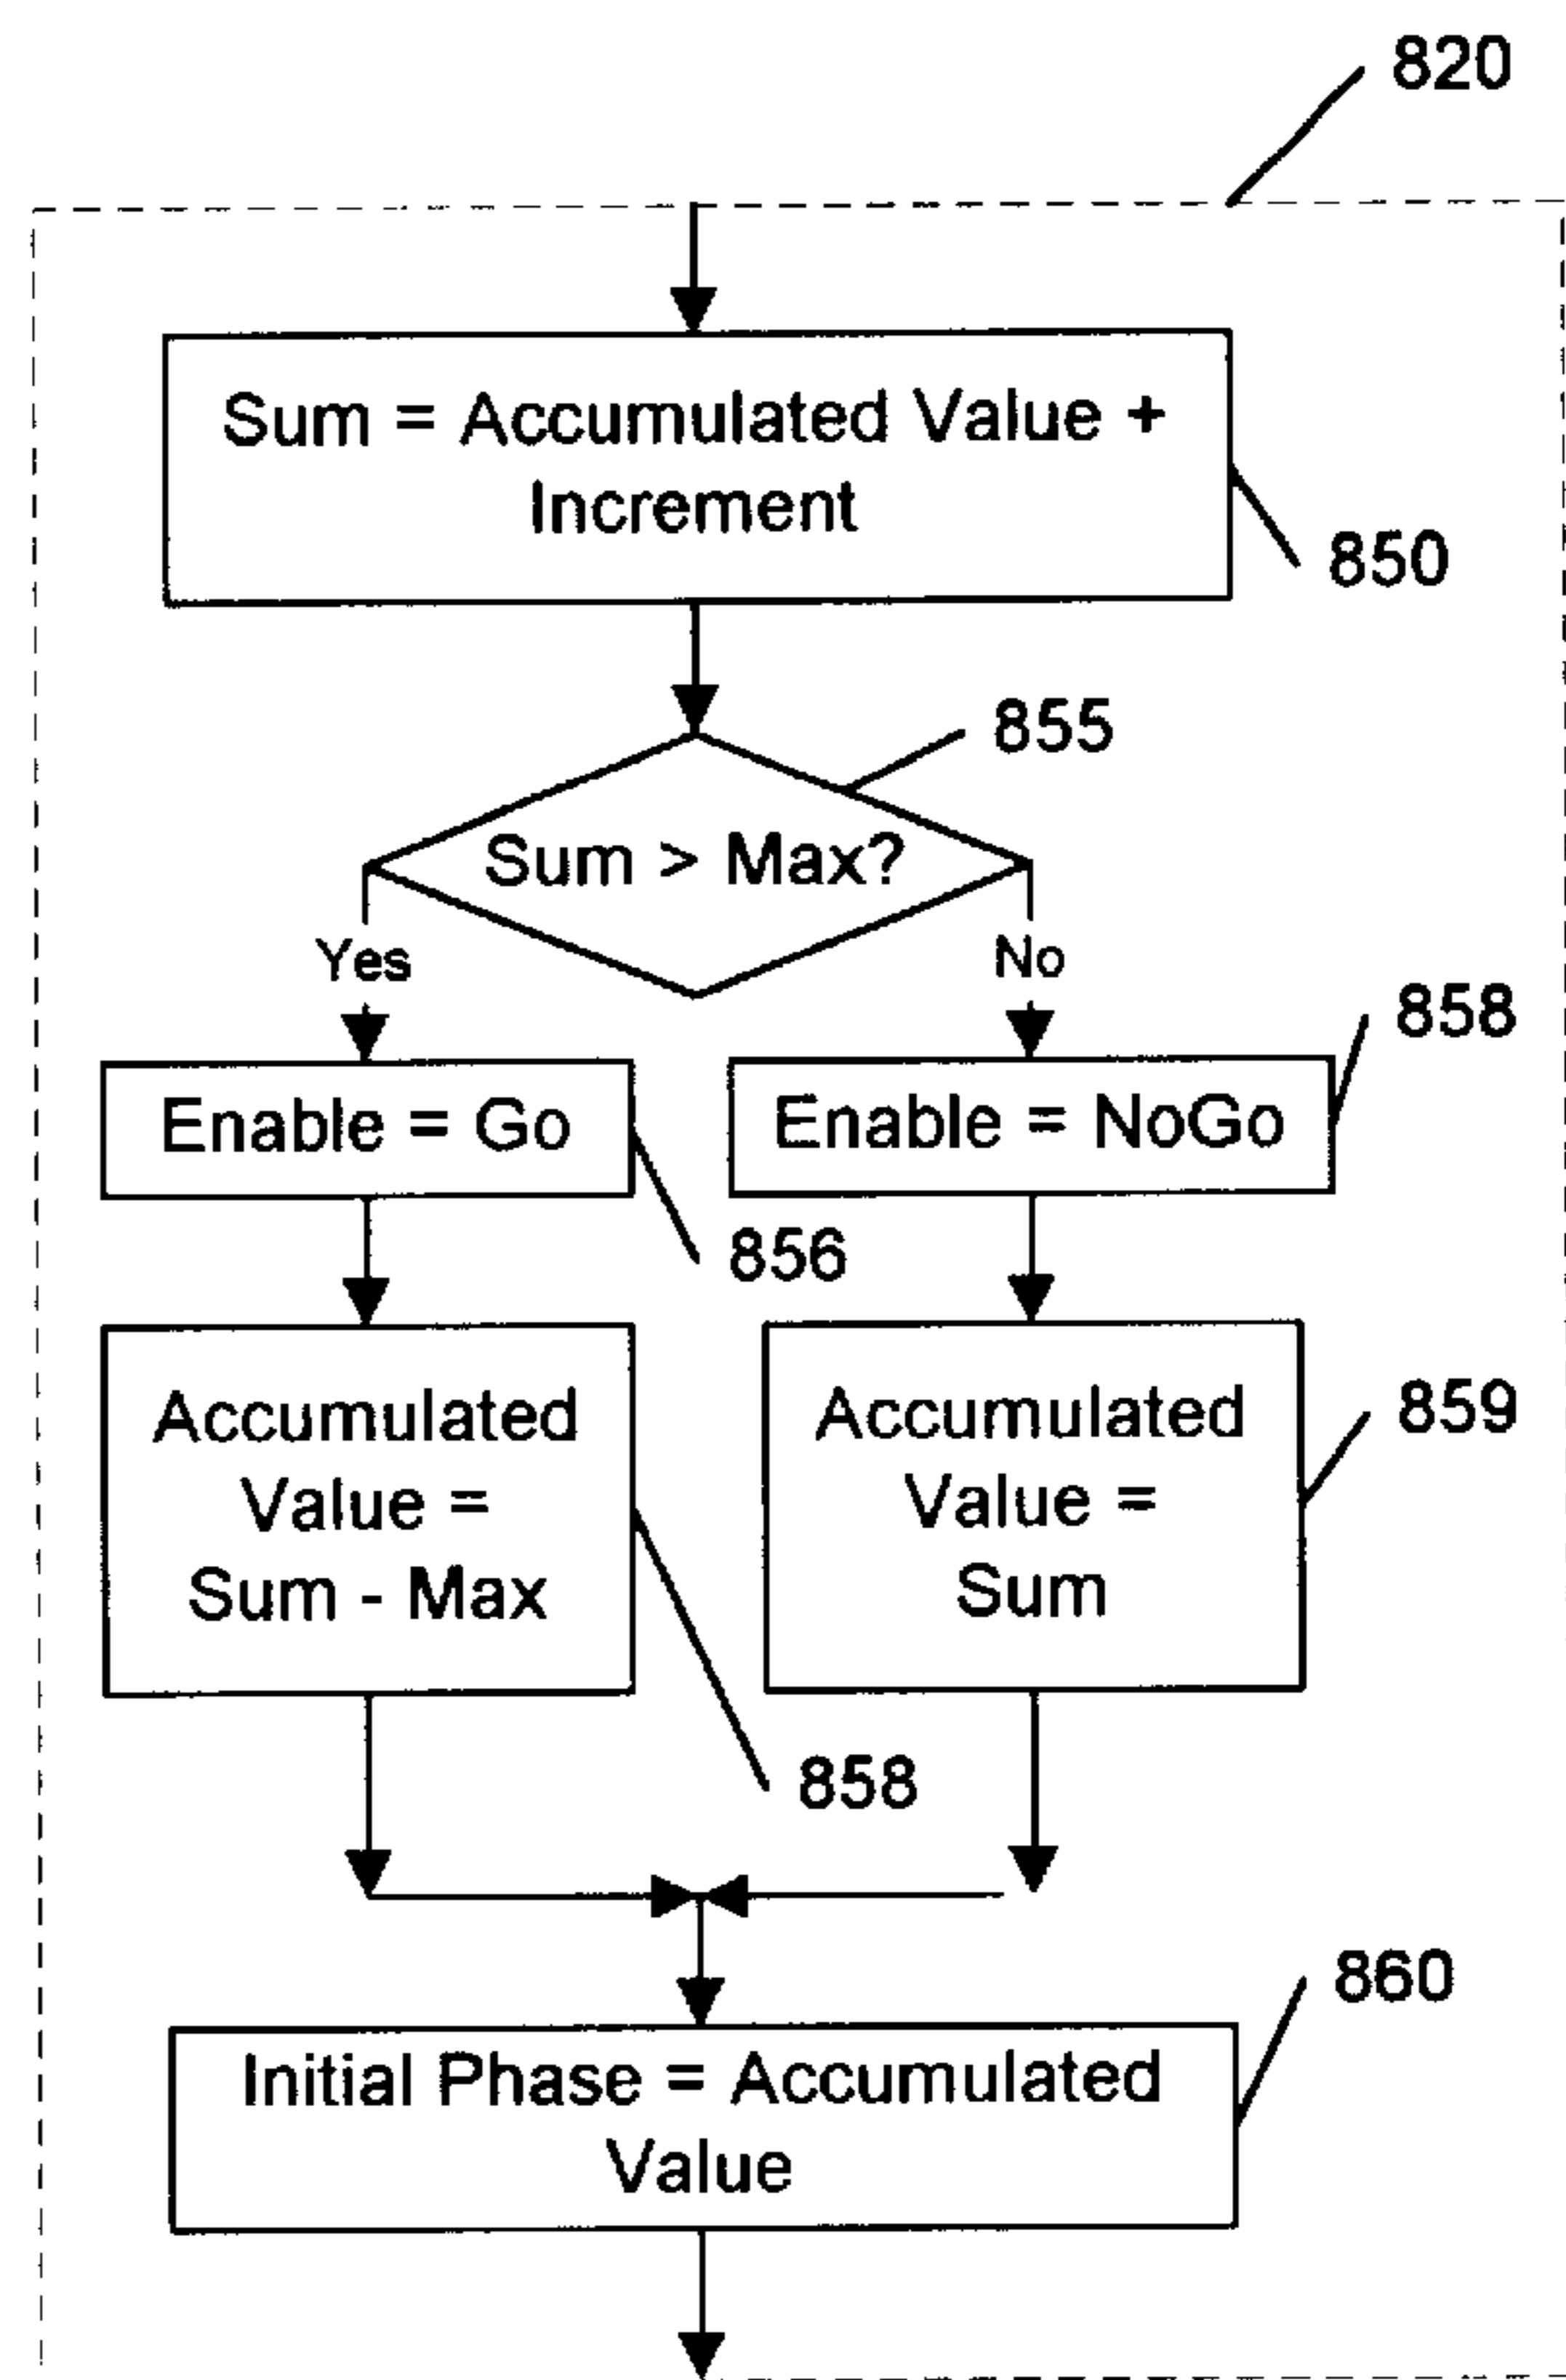 820
Sum = Accumulated Value +
Increment
850
855
Sum > Max?
Yes
No
858
Enable = Go
Enable = NoGo
856
Accumulated
Value =
Sum - Max
Accumulated
Value =
Sum
859
858
860
Initial Phase = Accumulated
Value